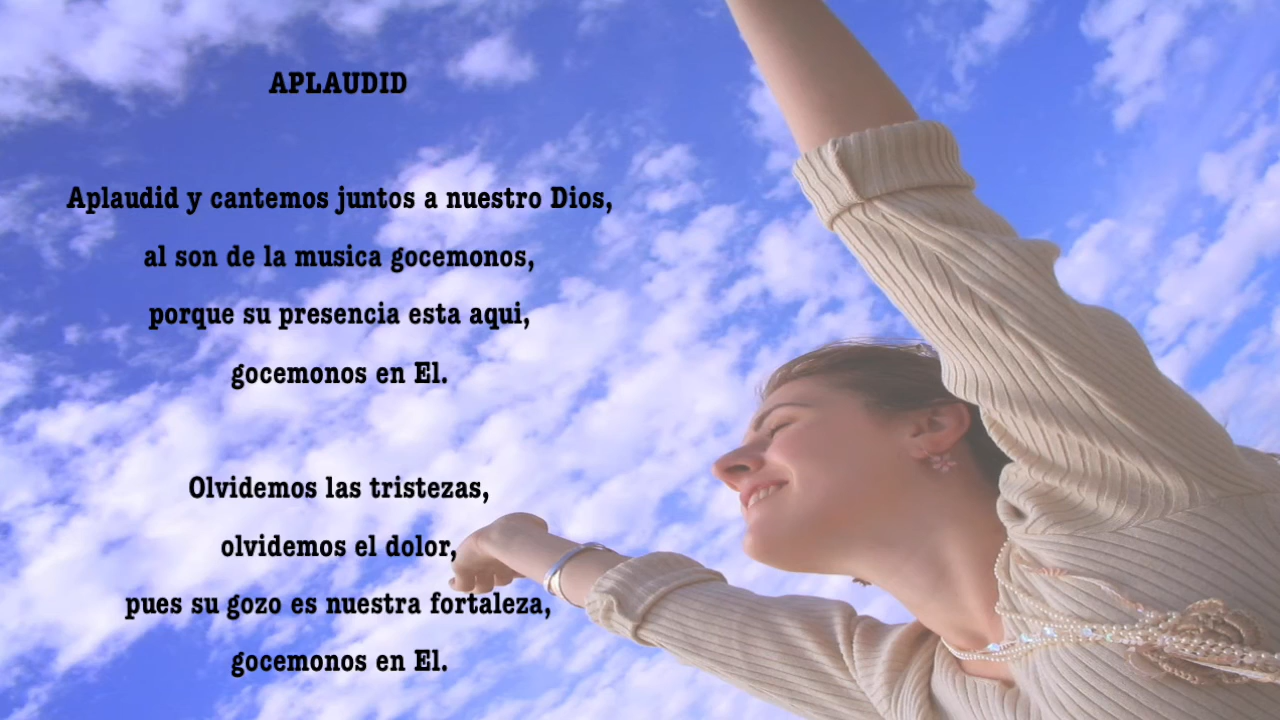 APLAUDID
Aplaudid y cantemos juntos a nuestro Dios,
al son de la musica gocemonos,
porque su presencia esta aqui,
gocemonos en El.
Olvidemos las tristezas,
olvidemos el dolor,
pues su gozo es nuestra fortaleza,
gocemonos en El.